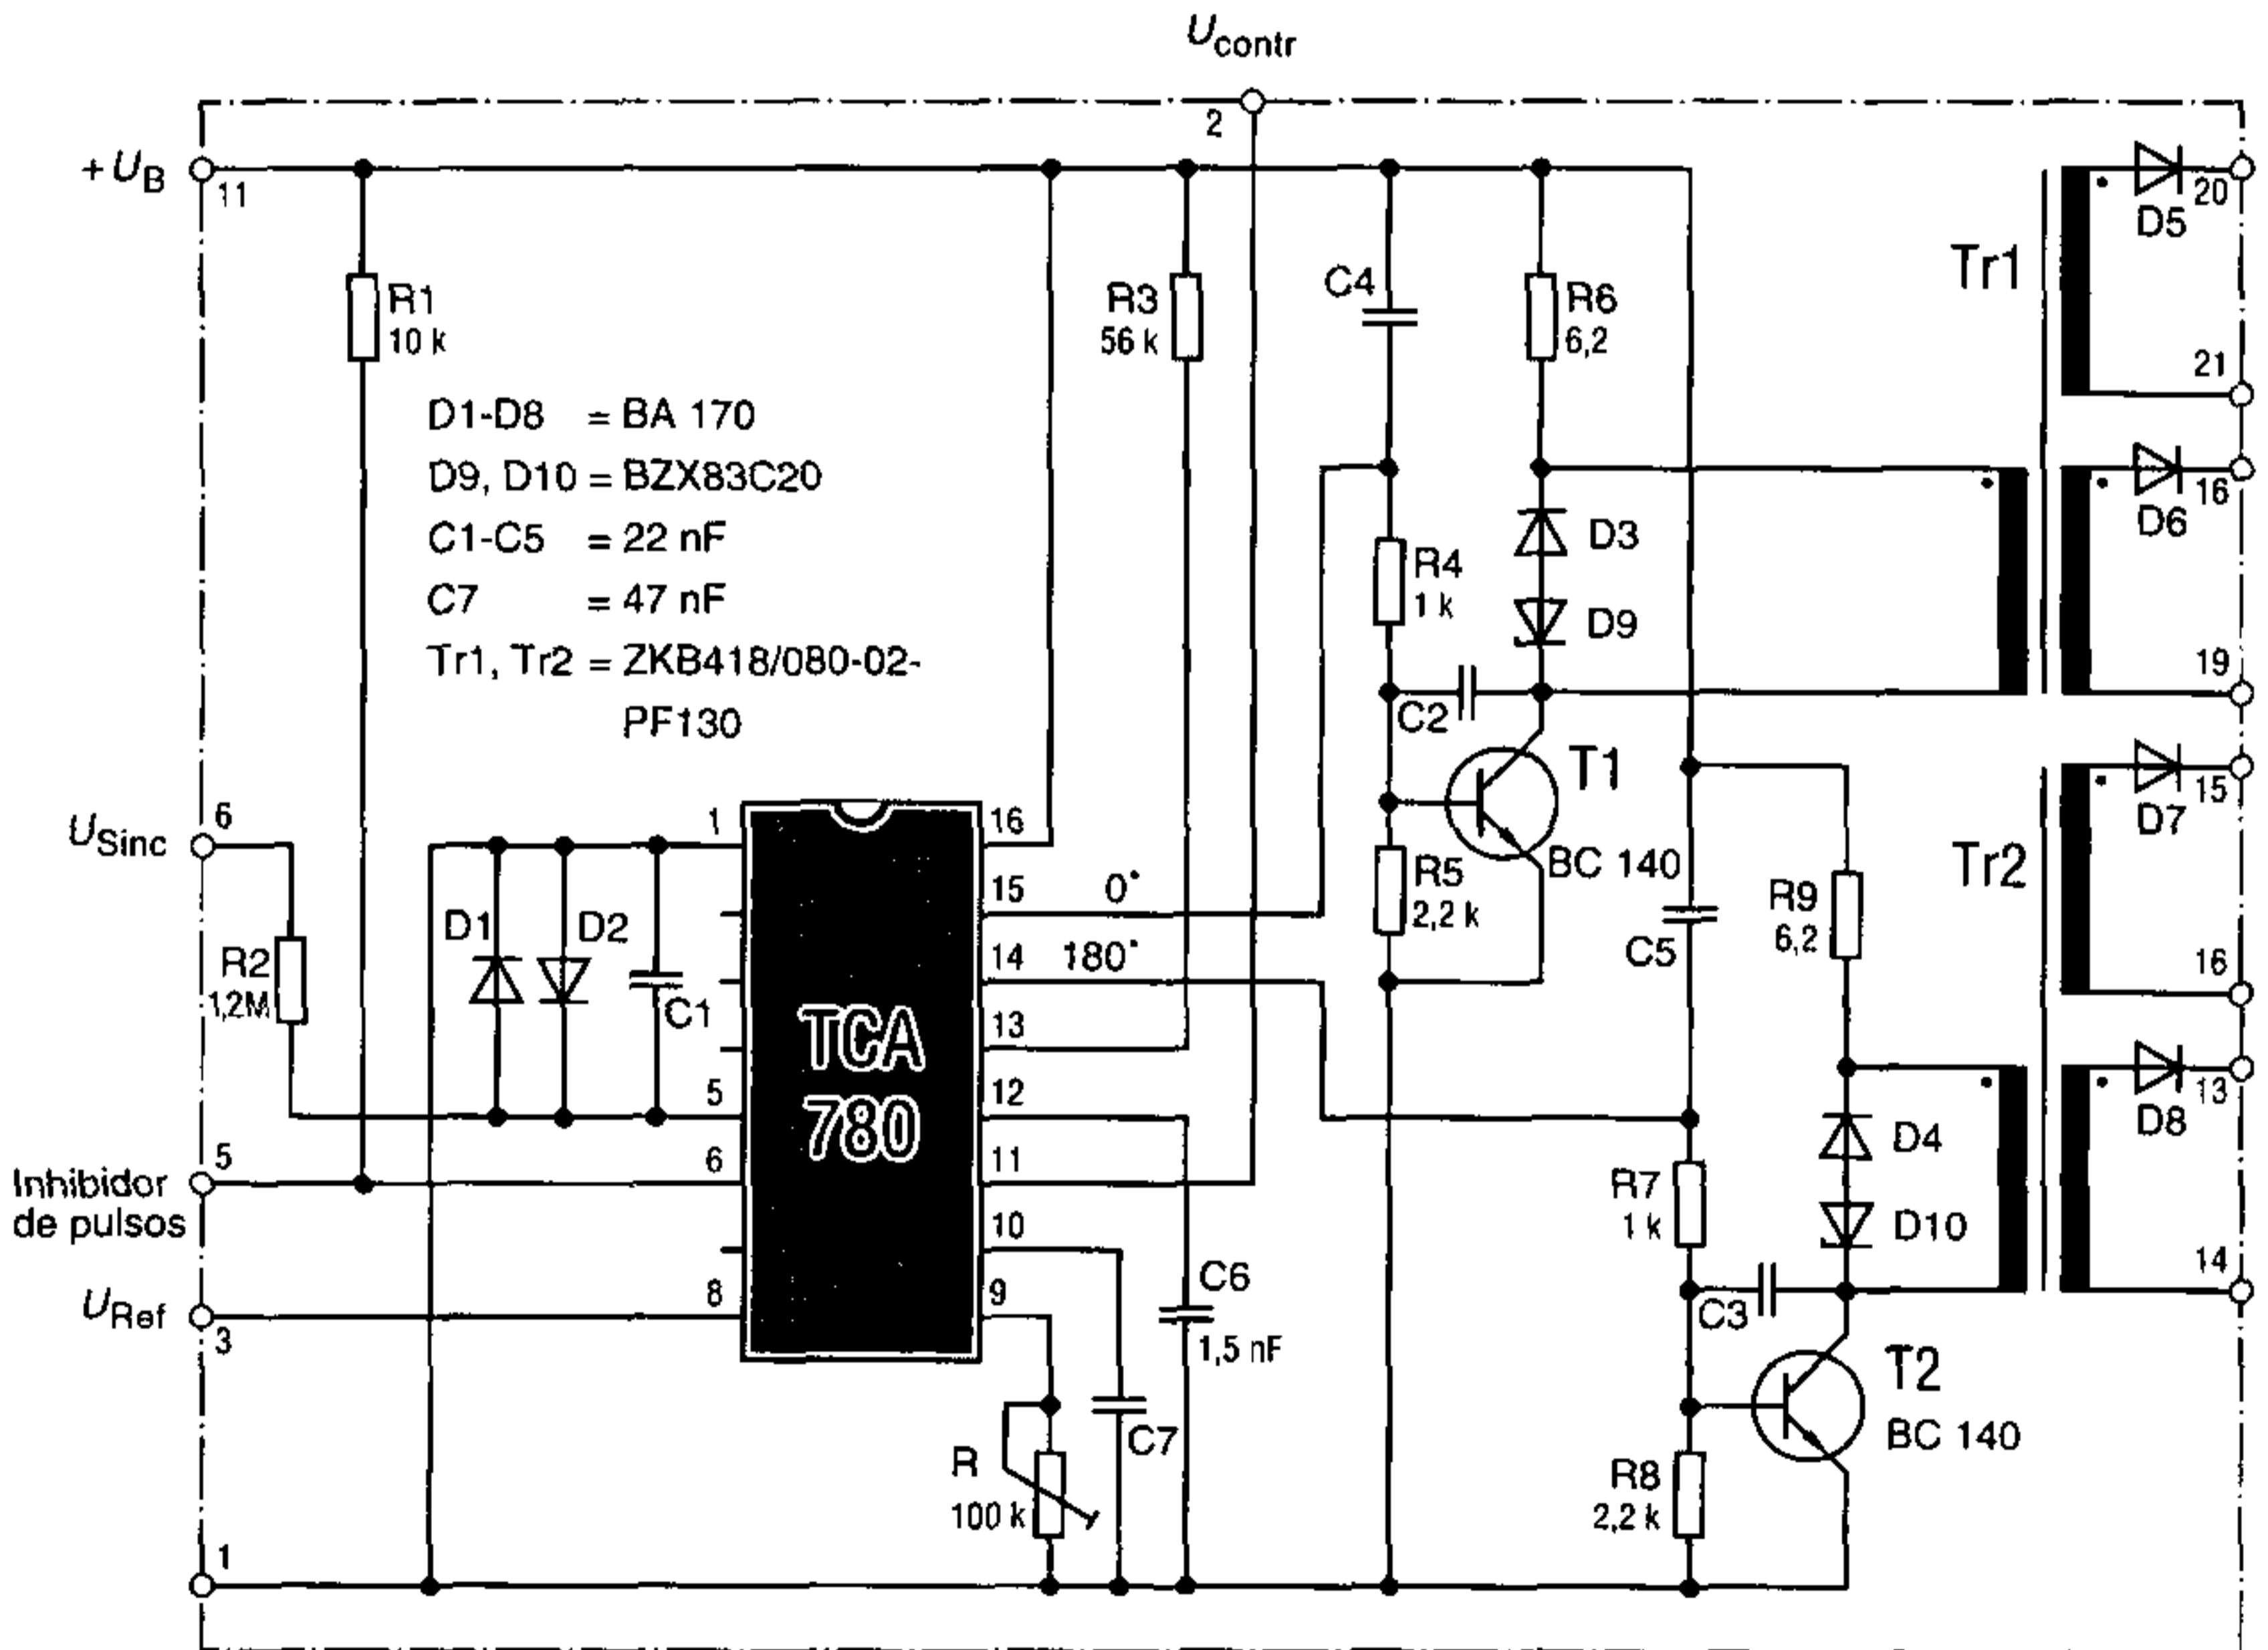 Ucontr
2
+UB
11
R1
10 k
R3
56 k
C4
R6
6,2
Tr1
D5
20
21
D6
16
19
D1-D8 = BA 170
D9, D10 = BZX83C20
C1-C5 = 22 nF
C7 = 47 nF
Tr1, Tr2 = ZKB418/080-02-
PF130
R4
1 k
D3
D9
C2
T1
BC 140
R5
2,2 k
Tr2
D7
15
16
D8
13
14
USinc
6
R2
1,2M
D1
D2
C1
1
5
6
8
TCA
780
16
15
0°
14
180°
13
12
11
10
9
C5
R9
6,2
R7
1 k
D4
D10
C3
T2
BC 140
R8
2,2 k
Inhibidor
de pulsos
5
URef
3
C6
1,5 nF
C7
R
100 k
1